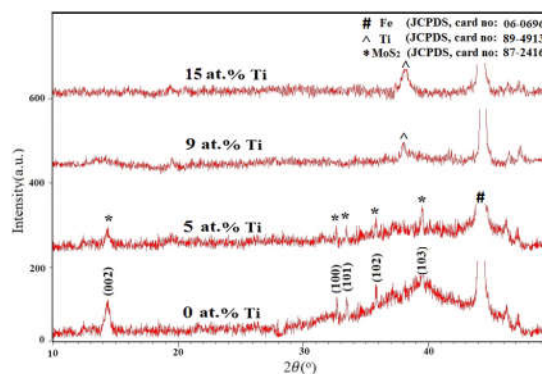 # Fe (JCPDS, card no: 06-0696
^ Ti (JCPDS, card no: 89-4913
* MoS₂ (JCPDS, card no: 87-2416
15 at.% Ti
^
600
9 at.% Ti
^
400
5 at.% Ti
* * * * * #
200
(002) (100) (101) (102) (103)
0 at.% Ti
0
10 20 30 40
2θ(°)
Intensity(a.u.)